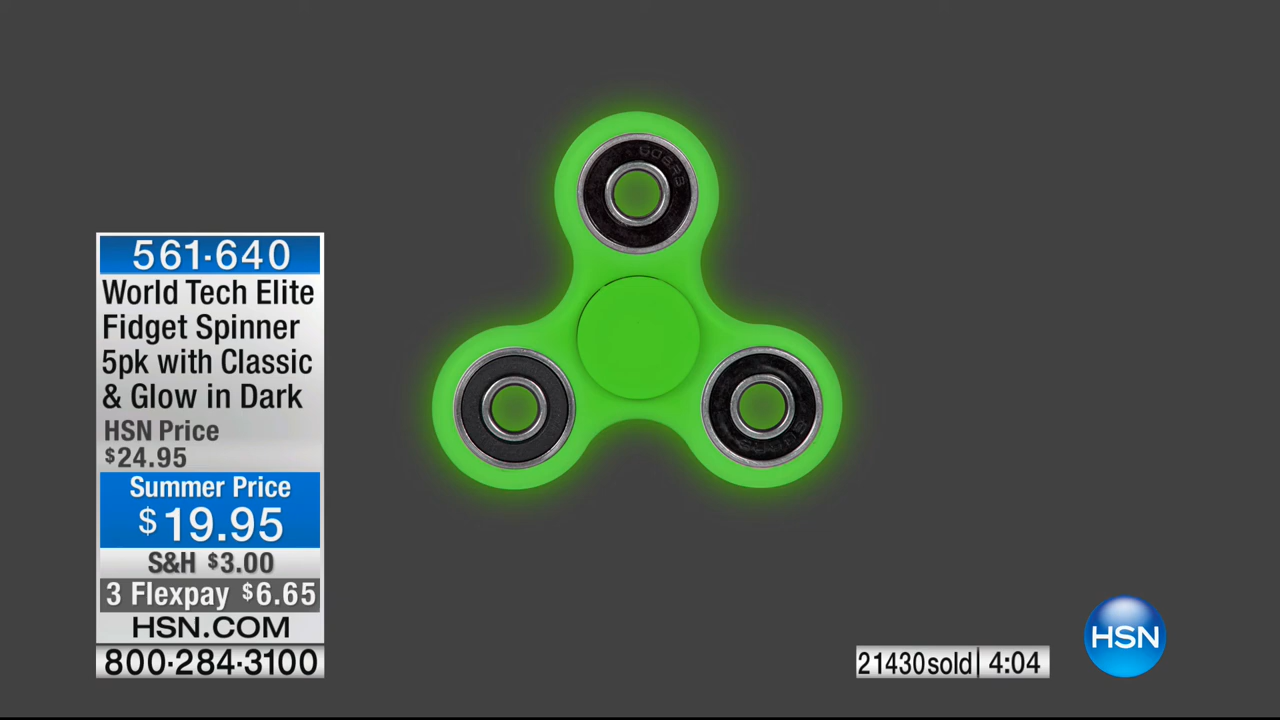 561·640
World Tech Elite
Fidget Spinner
5pk with Classic
& Glow in Dark
HSN Price
$24.95
Summer Price
$19.95
S&H $3.00
3 Flexpay $6.65
HSN.COM
800·284·3100
21430sold | 4:04
HSN